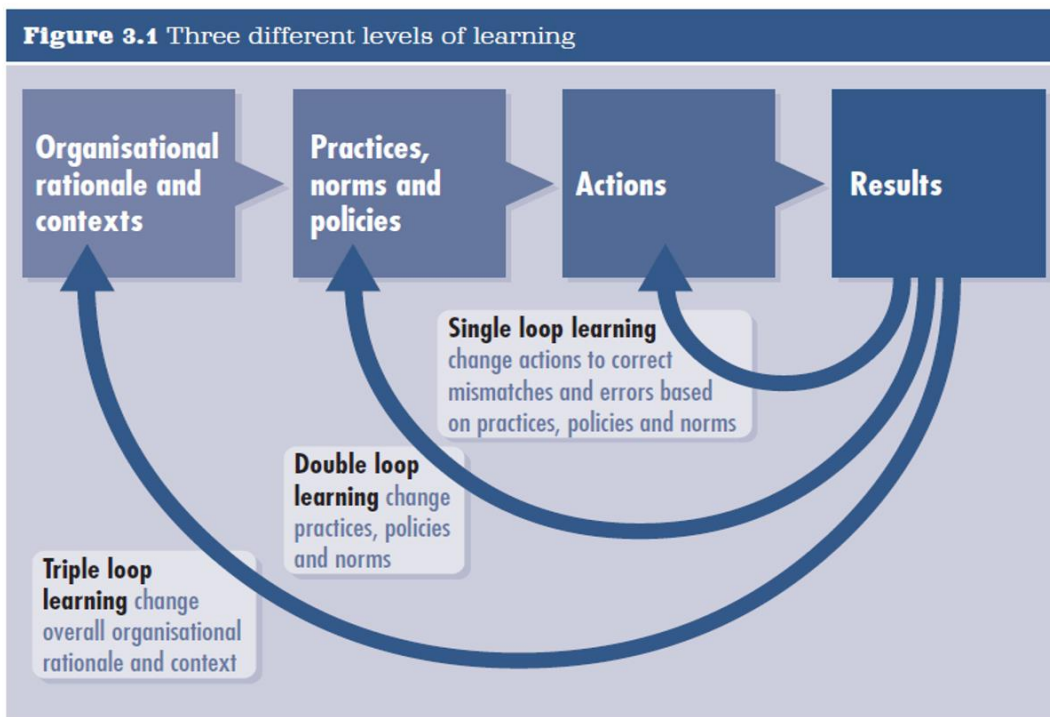 Figure 3.1 Three different levels of learning
Organisational
rationale and
contexts
Practices,
norms and
policies
Actions
Results
Single loop learning
change actions to correct
mismatches and errors based
on practices, policies and norms
Double loop
learning change
practices, policies
and norms
Triple loop
learning change
overall organisational
rationale and context